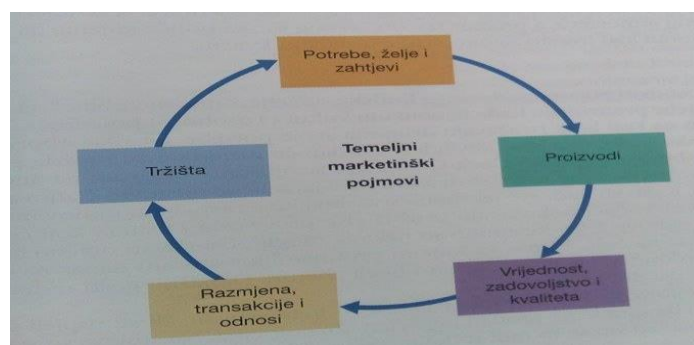 Potrebe, želje i
zahtjevi
Proizvodi
Vrijednost,
zadovoljstvo i
kvaliteta
Razmjena,
transakcije i
odnosi
Tržišta
Temeljni
marketinški
pojmovi